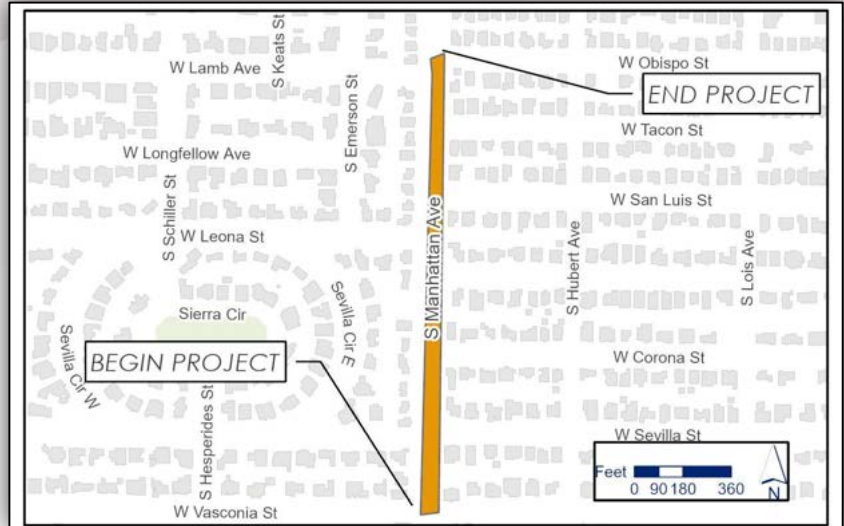 W Lamb Ave
S Keats St
W Obispo St
END PROJECT
S Emerson St
W Tacon St
W Longfellow Ave
S Schiller St
W San Luis St
W Leona St
S Manhattan Ave
S Hubert Ave
S Lois Ave
Sierra Cir
Sevilla Cir E
Sevilla Cir W
BEGIN PROJECT
W Corona St
S Hesperides St
W Sevilla St
Feet
0 90 180 360
N
W Vasconia St